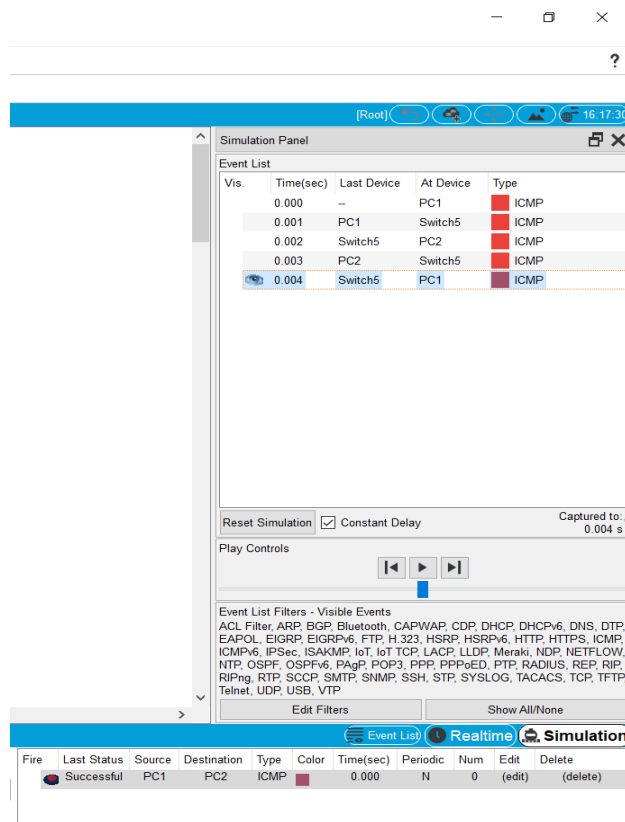 ?
[Root] 16:17:30
Simulation Panel
Event List
Vis. Time(sec) Last Device At Device Type
0.000 -- PC1 ICMP
0.001 PC1 Switch5 ICMP
0.002 Switch5 PC2 ICMP
0.003 PC2 Switch5 ICMP
0.004 Switch5 PC1 ICMP
Reset Simulation Constant Delay
Captured to:
0.004 s
Play Controls
Event List Filters - Visible Events
ACL Filter, ARP, BGP, Bluetooth, CAPWAP, CDP, DHCP, DHCPv6, DNS, DTP,
EAPOL, EIGRP, EIGRPv6, FTP, H.323, HSRP, HSRPv6, HTTP, HTTPS, ICMP,
ICMPv6, IPSec, ISAKMP, IoT, IoT TCP, LACP, LLDP, Meraki, NDP, NETFLOW,
NTP, OSPF, OSPFv6, PAgP, POP3, PPP, PPPoED, PTP, RADIUS, REP, RIP,
RIPng, RTP, SCCP, SMTP, SNMP, SSH, STP, SYSLOG, TACACS, TCP, TFTP,
Telnet, UDP, USB, VTP
Edit Filters Show All/None
Event List Realtime Simulation
Fire Last Status Source Destination Type Color Time(sec) Periodic Num Edit Delete
Successful PC1 PC2 ICMP 0.000 N 0 (edit) (delete)